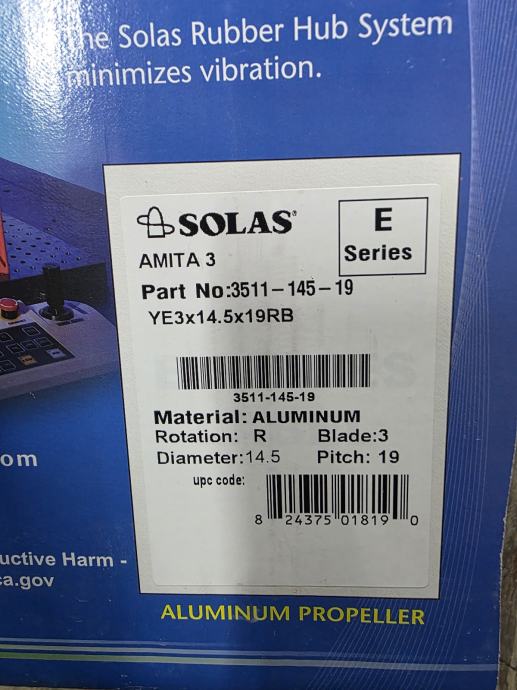 The Solas Rubber Hub System
minimizes vibration.
SOLAS®
E
Series
AMITA 3
Part No:3511-145-19
YE3x14.5x19RB
3511-145-19
Material: ALUMINUM
Rotation: R Blade:3
Diameter:14.5 Pitch: 19
upc code:
8 24375 01819 0
om
uctive Harm -
ca.gov
ALUMINUM PROPELLER